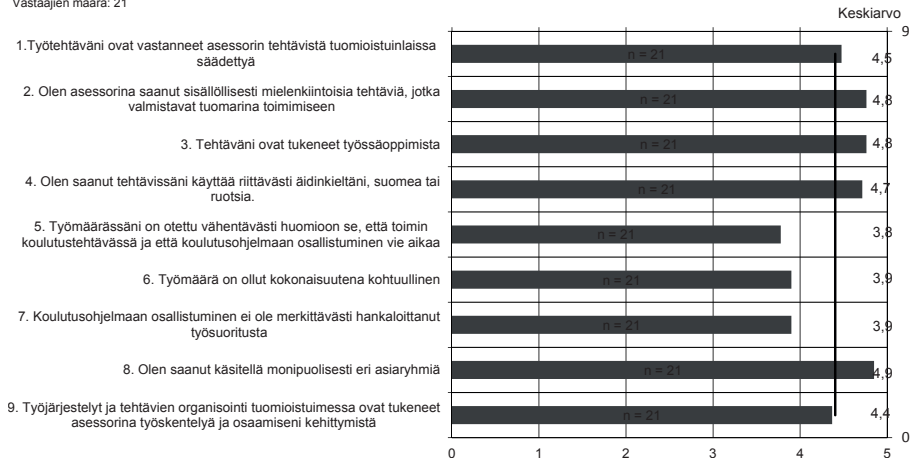 Vastaajien määrä: 21
Keskiarvo
9
1.Työtehtäväni ovat vastanneet asessorin tehtävistä tuomioistuinlaissa
säädettyä
n = 21
4,5
2. Olen asessorina saanut sisällöllisesti mielenkiintoisia tehtäviä, jotka
valmistavat tuomarina toimimiseen
n = 21
4,8
3. Tehtäväni ovat tukeneet työssäoppimista
n = 21
4,8
4. Olen saanut tehtävissäni käyttää riittävästi äidinkieltäni, suomea tai
ruotsia.
n = 21
4,7
5. Työmäärässäni on otettu vähentävästi huomioon se, että toimin
koulutustehtävässä ja että koulutusohjelmaan osallistuminen vie aikaa
n = 21
3,8
6. Työmäärä on ollut kokonaisuutena kohtuullinen
n = 21
3,9
7. Koulutusohjelmaan osallistuminen ei ole merkittävästi hankaloittanut
työsuoritusta
n = 21
3,9
8. Olen saanut käsitellä monipuolisesti eri asiaryhmiä
n = 21
4,9
9. Työjärjestelyt ja tehtävien organisointi tuomioistuimessa ovat tukeneet
asessorina työskentelyä ja osaamiseni kehittymistä
n = 21
4,4
0
0 1 2 3 4 5